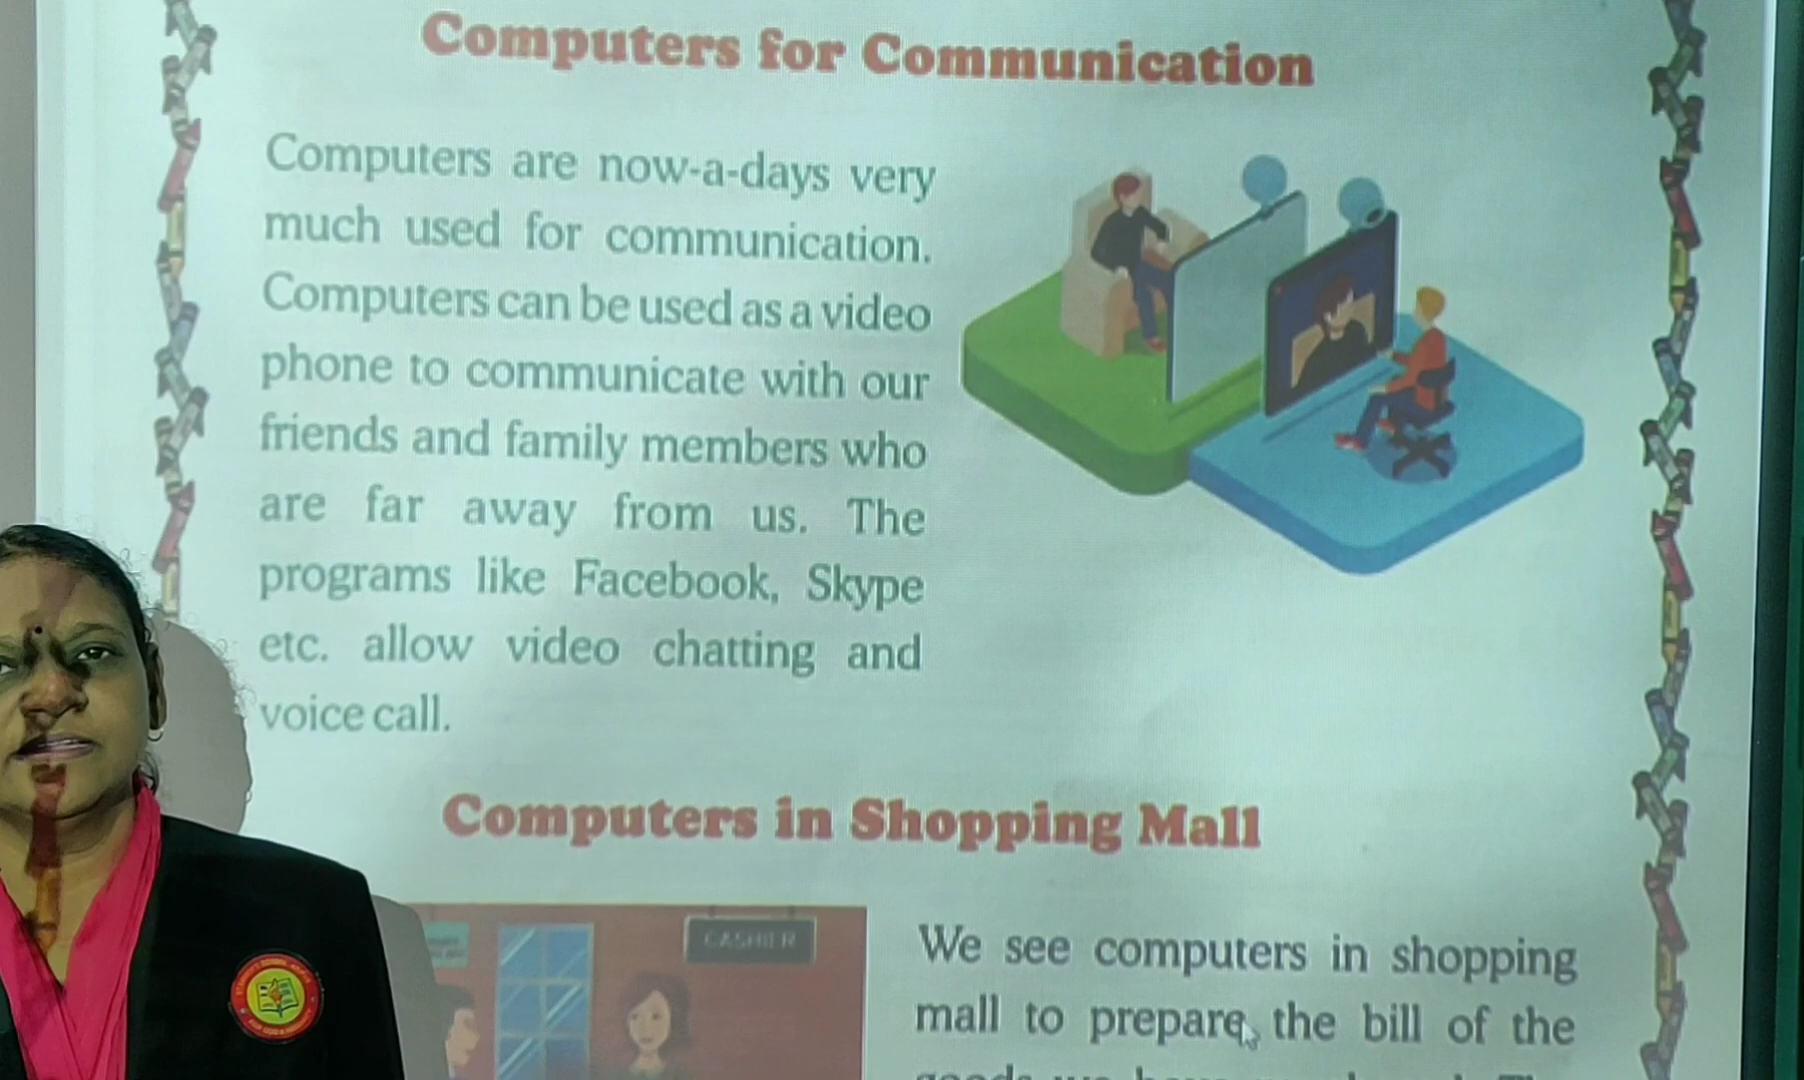 Computers for Communication
Computers are now-a-days very
much used for communication.
Computers can be used as a video
phone to communicate with our
friends and family members who
are far away from us. The
programs like Facebook, Skype
etc. allow video chatting and
voice call.
Computers in Shopping Mall
CASHIER
We see computers in shopping
mall to prepare the bill of the